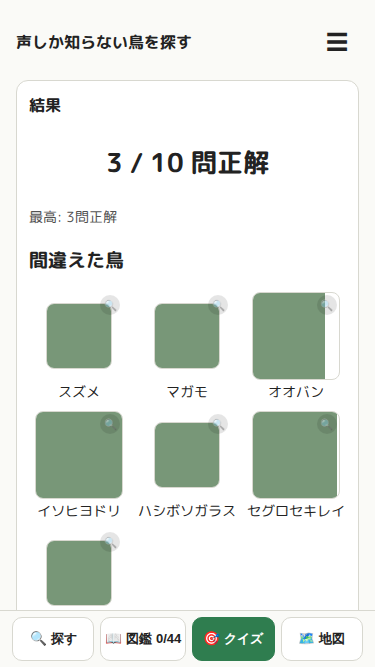 声しか知らない鳥を探す
結果
3 / 10 問正解
最高: 3問正解
間違えた鳥
スズメ
マガモ
オオバン
イソヒヨドリ
ハシボソガラス
セグロセキレイ
探す
図鑑 0/44
クイズ
地図